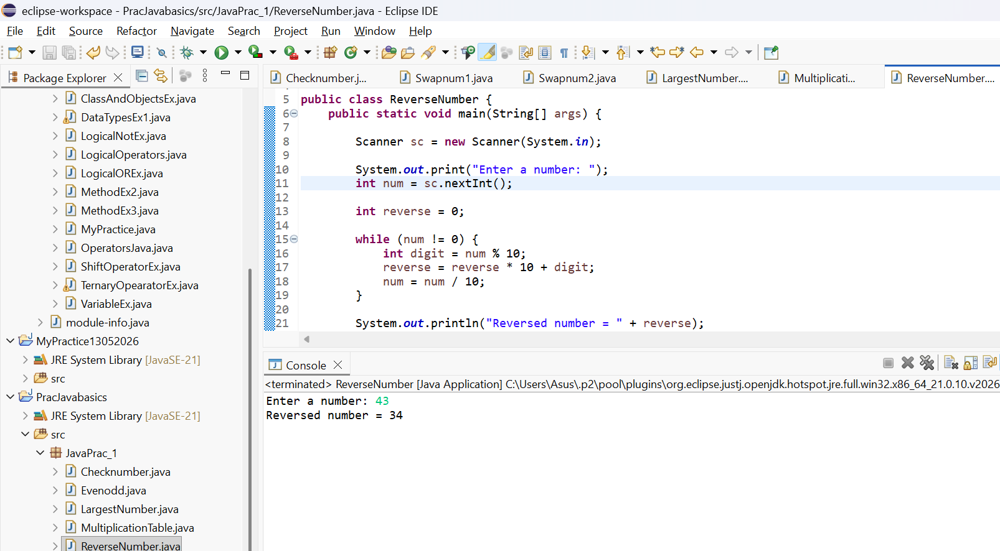 eclipse-workspace - PracJavabasics/src/JavaPrac_1/ReverseNumber.java - Eclipse IDE
File Edit Source Refactor Navigate Search Project Run Window Help
Package Explorer
ClassAndObjectsEx.java
DataTypesEx1.java
LogicalNotEx.java
LogicalOperators.java
LogicalOREx.java
MethodEx2.java
MethodEx3.java
MyPractice.java
OperatorsJava.java
ShiftOperatorEx.java
TernaryOpearatorEx.java
VariableEx.java
module-info.java
MyPractice13052026
JRE System Library [JavaSE-21]
src
PracJavabasics
JRE System Library [JavaSE-21]
src
JavaPrac_1
Checknumber.java
Evenodd.java
LargestNumber.java
MultiplicationTable.java
ReverseNumber.java
Checknumber.j... Swapnum1.java Swapnum2.java LargestNumber.... Multiplicati... ReverseNumber....
5 public class ReverseNumber {
6 public static void main(String[] args) {
7
8 Scanner sc = new Scanner(System.in);
9
10 System.out.print("Enter a number: ");
11 int num = sc.nextInt();
12
13 int reverse = 0;
14
15 while (num != 0) {
16 int digit = num % 10;
17 reverse = reverse * 10 + digit;
18 num = num / 10;
19 }
20
21 System.out.println("Reversed number = " + reverse);
Console
<terminated> ReverseNumber [Java Application] C:\Users\Asus\.p2\pool\plugins\org.eclipse.justj.openjdk.hotspot.jre.full.win32.x86_64_21.0.10.v2026
Enter a number: 43
Reversed number = 34